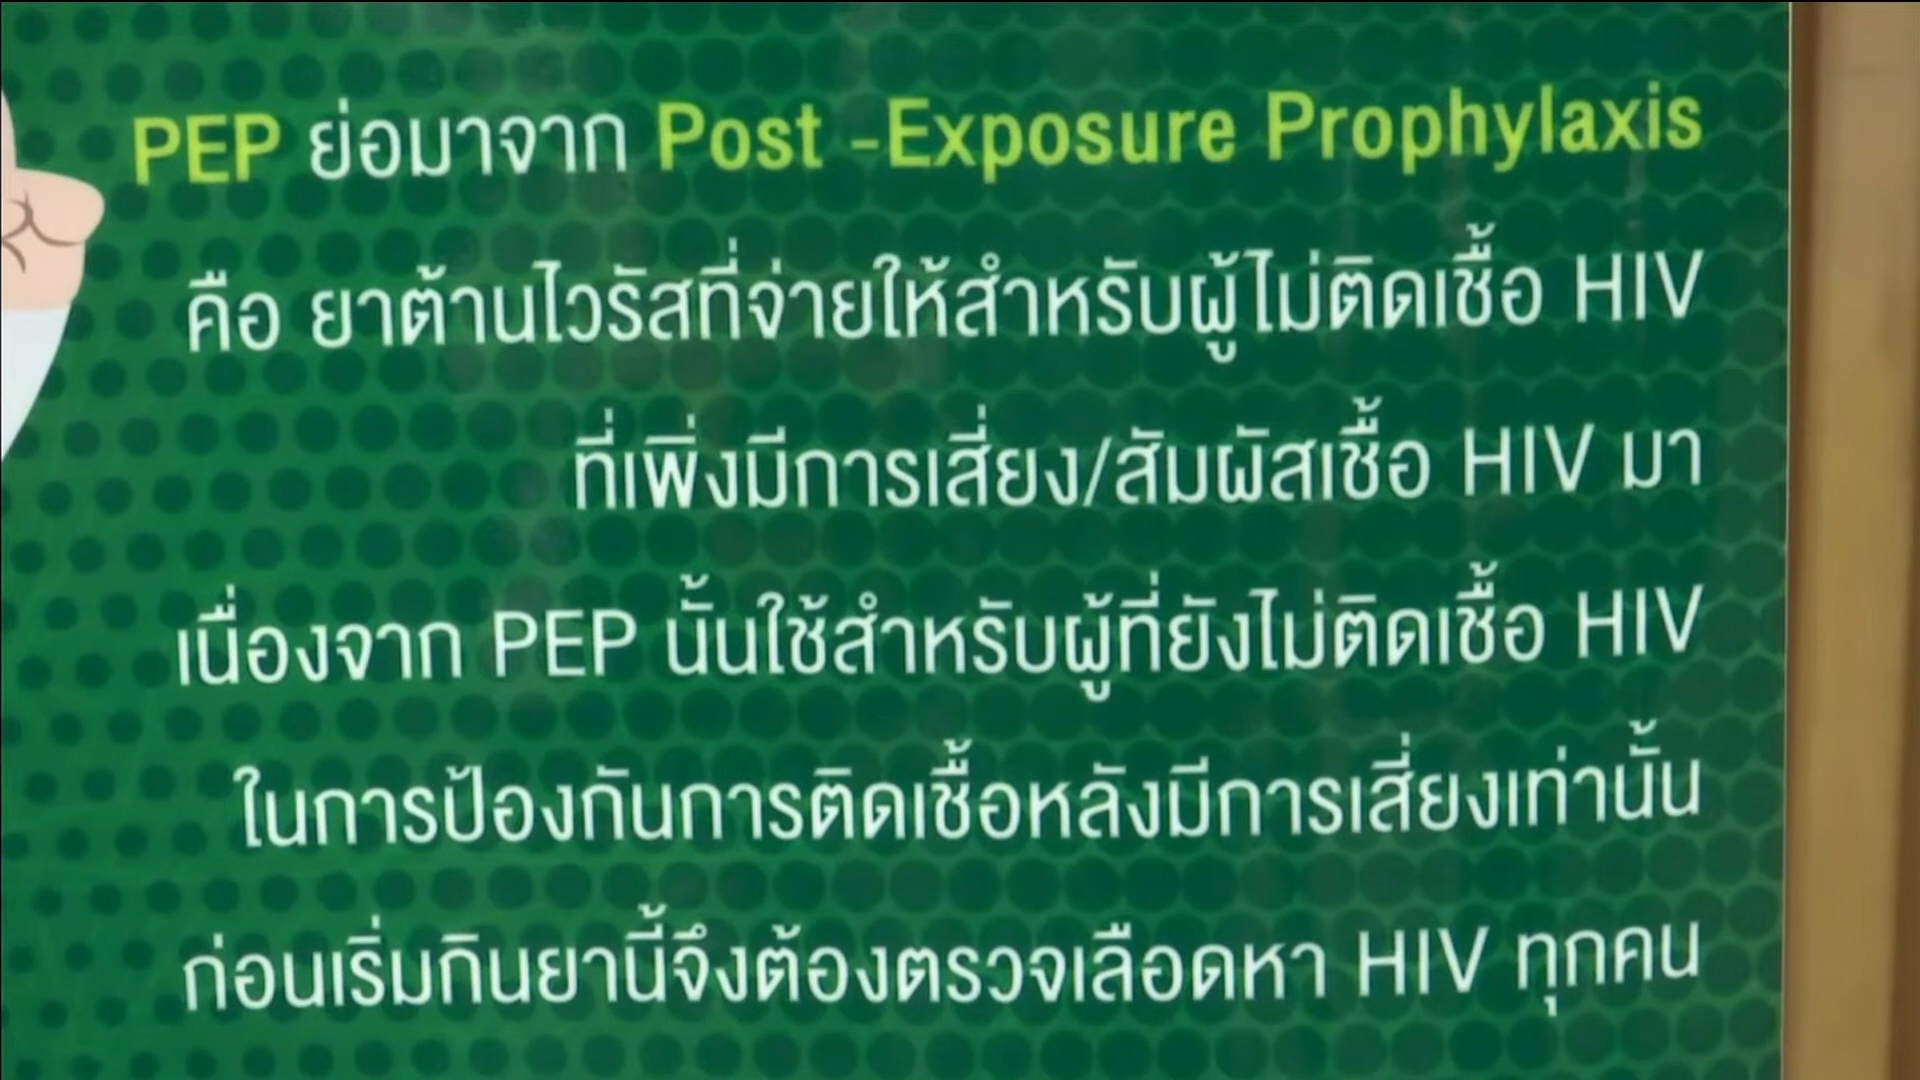 PEP ย่อมาจาก Post -Exposure Prophylaxis
คือ ยาต้านไวรัสที่จ่ายให้สำหรับผู้ไม่ติดเชื้อ HIV
ที่เพิ่งมีการเสี่ยง/สัมผัสเชื้อ HIV มา
เนื่องจาก PEP นั้นใช้สำหรับผู้ที่ยังไม่ติดเชื้อ HIV
ในการป้องกันการติดเชื้อหลังมีการเสี่ยงเท่านั้น
ก่อนเริ่มกินยานี้จึงต้องตรวจเลือดหา HIV ทุกคน